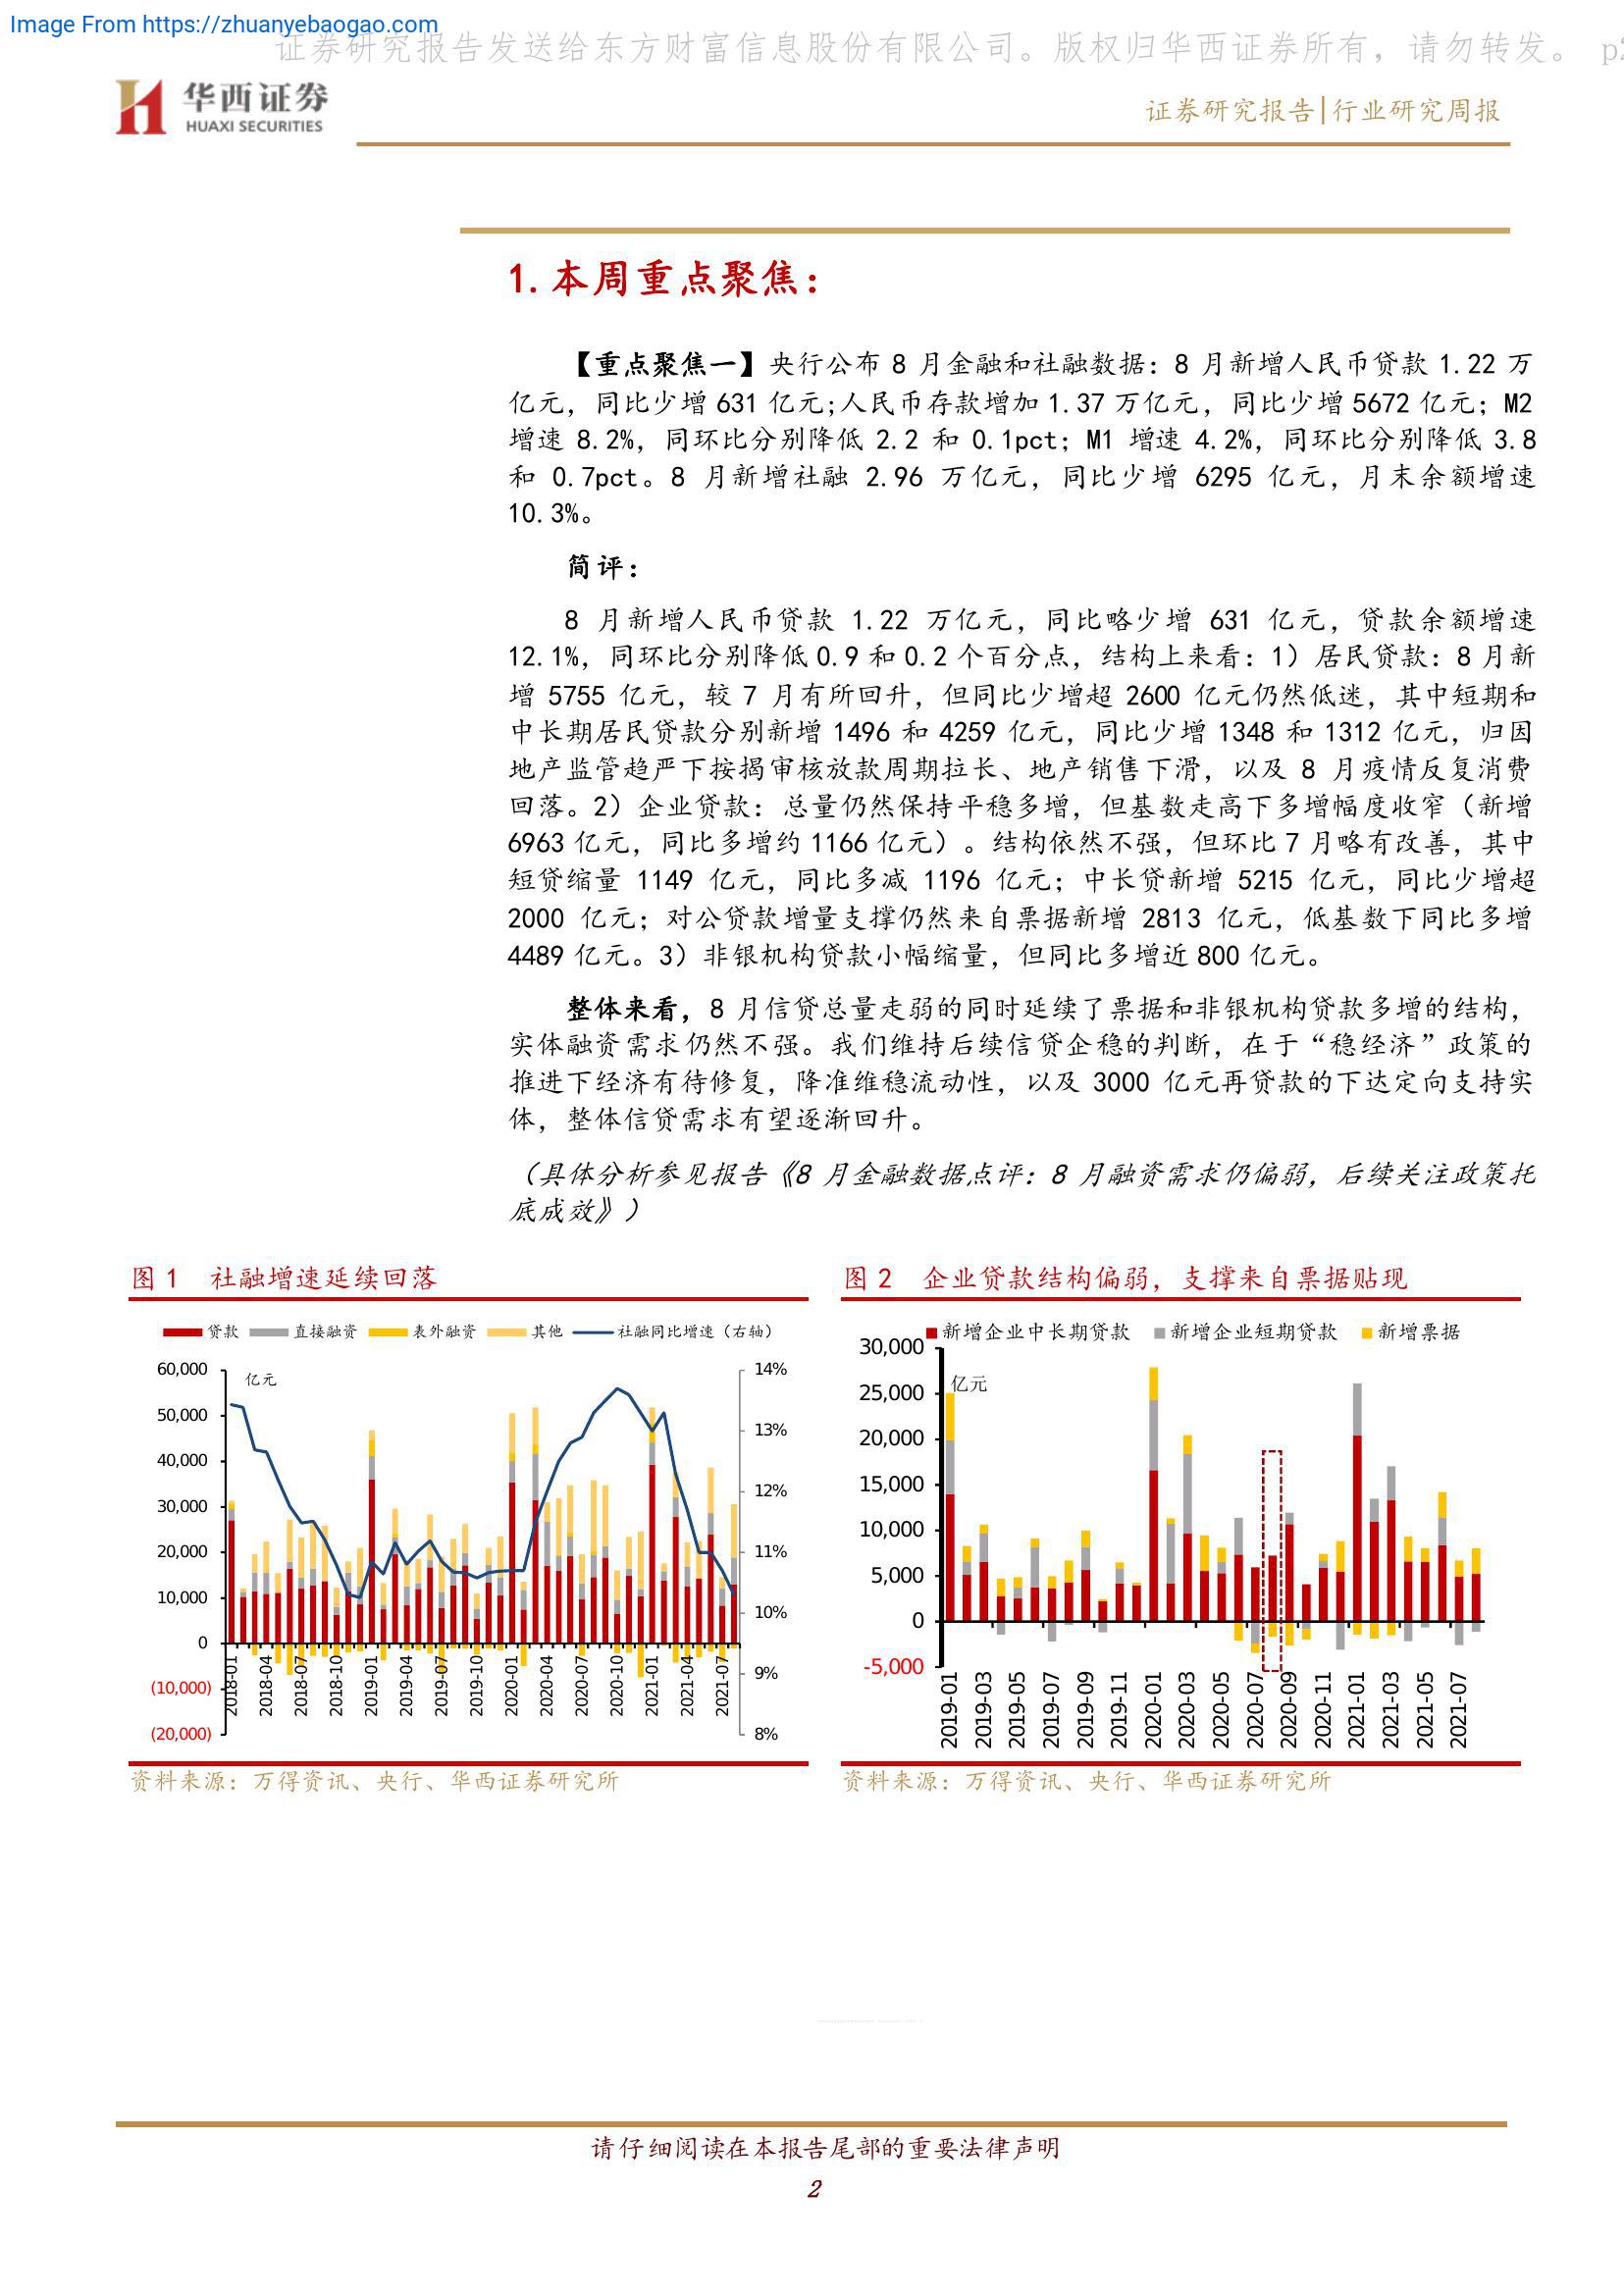 Image From https://zhuanyebaogao.com
证券研究报告发送给东方财富信息股份有限公司。版权归华西证券所有，请勿转发。 p2
华西证券
HUAXI SECURITIES
证券研究报告|行业研究周报
1.本周重点聚焦：
【重点聚焦一】央行公布 8 月金融和社融数据：8 月新增人民币贷款 1.22 万
亿元，同比少增 631 亿元;人民币存款增加 1.37 万亿元，同比少增 5672 亿元；M2
增速 8.2%，同环比分别降低 2.2 和 0.1pct；M1 增速 4.2%，同环比分别降低 3.8
和 0.7pct。8 月新增社融 2.96 万亿元，同比少增 6295 亿元，月末余额增速
10.3%。
简评：
8 月新增人民币贷款 1.22 万亿元，同比略少增 631 亿元，贷款余额增速
12.1%，同环比分别降低 0.9 和 0.2 个百分点，结构上来看：1）居民贷款：8 月新
增 5755 亿元，较 7 月有所回升，但同比少增超 2600 亿元仍然低迷，其中短期和
中长期居民贷款分别新增 1496 和 4259 亿元，同比少增 1348 和 1312 亿元，归因
地产监管趋严下按揭审核放款周期拉长、地产销售下滑，以及 8 月疫情反复消费
回落。2）企业贷款：总量仍然保持平稳多增，但基数走高下多增幅度收窄（新增
6963 亿元，同比多增约 1166 亿元）。结构依然不强，但环比 7 月略有改善，其中
短贷缩量 1149 亿元，同比多减 1196 亿元；中长贷新增 5215 亿元，同比少增超
2000 亿元；对公贷款增量支撑仍然来自票据新增 2813 亿元，低基数下同比多增
4489 亿元。3）非银机构贷款小幅缩量，但同比多增近 800 亿元。
整体来看，8 月信贷总量走弱的同时延续了票据和非银机构贷款多增的结构，
实体融资需求仍然不强。我们维持后续信贷企稳的判断，在于“稳经济”政策的
推进下经济有待修复，降准维稳流动性，以及 3000 亿元再贷款的下达定向支持实
体，整体信贷需求有望逐渐回升。
（具体分析参见报告《8 月金融数据点评：8 月融资需求仍偏弱，后续关注政策托
底成效》）
图 1 社融增速延续回落
贷款 直接融资 表外融资 其他 社融同比增速（右轴）
亿元
60,000
50,000
40,000
30,000
20,000
10,000
0
(10,000)
(20,000)
14%
13%
12%
11%
10%
9%
8%
2018-01
2018-04
2018-07
2018-10
2019-01
2019-04
2019-07
2019-10
2020-01
2020-04
2020-07
2020-10
2021-01
2021-04
2021-07
资料来源：万得资讯、央行、华西证券研究所
图 2 企业贷款结构偏弱，支撑来自票据贴现
新增企业中长期贷款 新增企业短期贷款 新增票据
亿元
30,000
25,000
20,000
15,000
10,000
5,000
0
-5,000
2019-01
2019-03
2019-05
2019-07
2019-09
2019-11
2020-01
2020-03
2020-05
2020-07
2020-09
2020-11
2021-01
2021-03
2021-05
2021-07
资料来源：万得资讯、央行、华西证券研究所
请仔细阅读在本报告尾部的重要法律声明
2